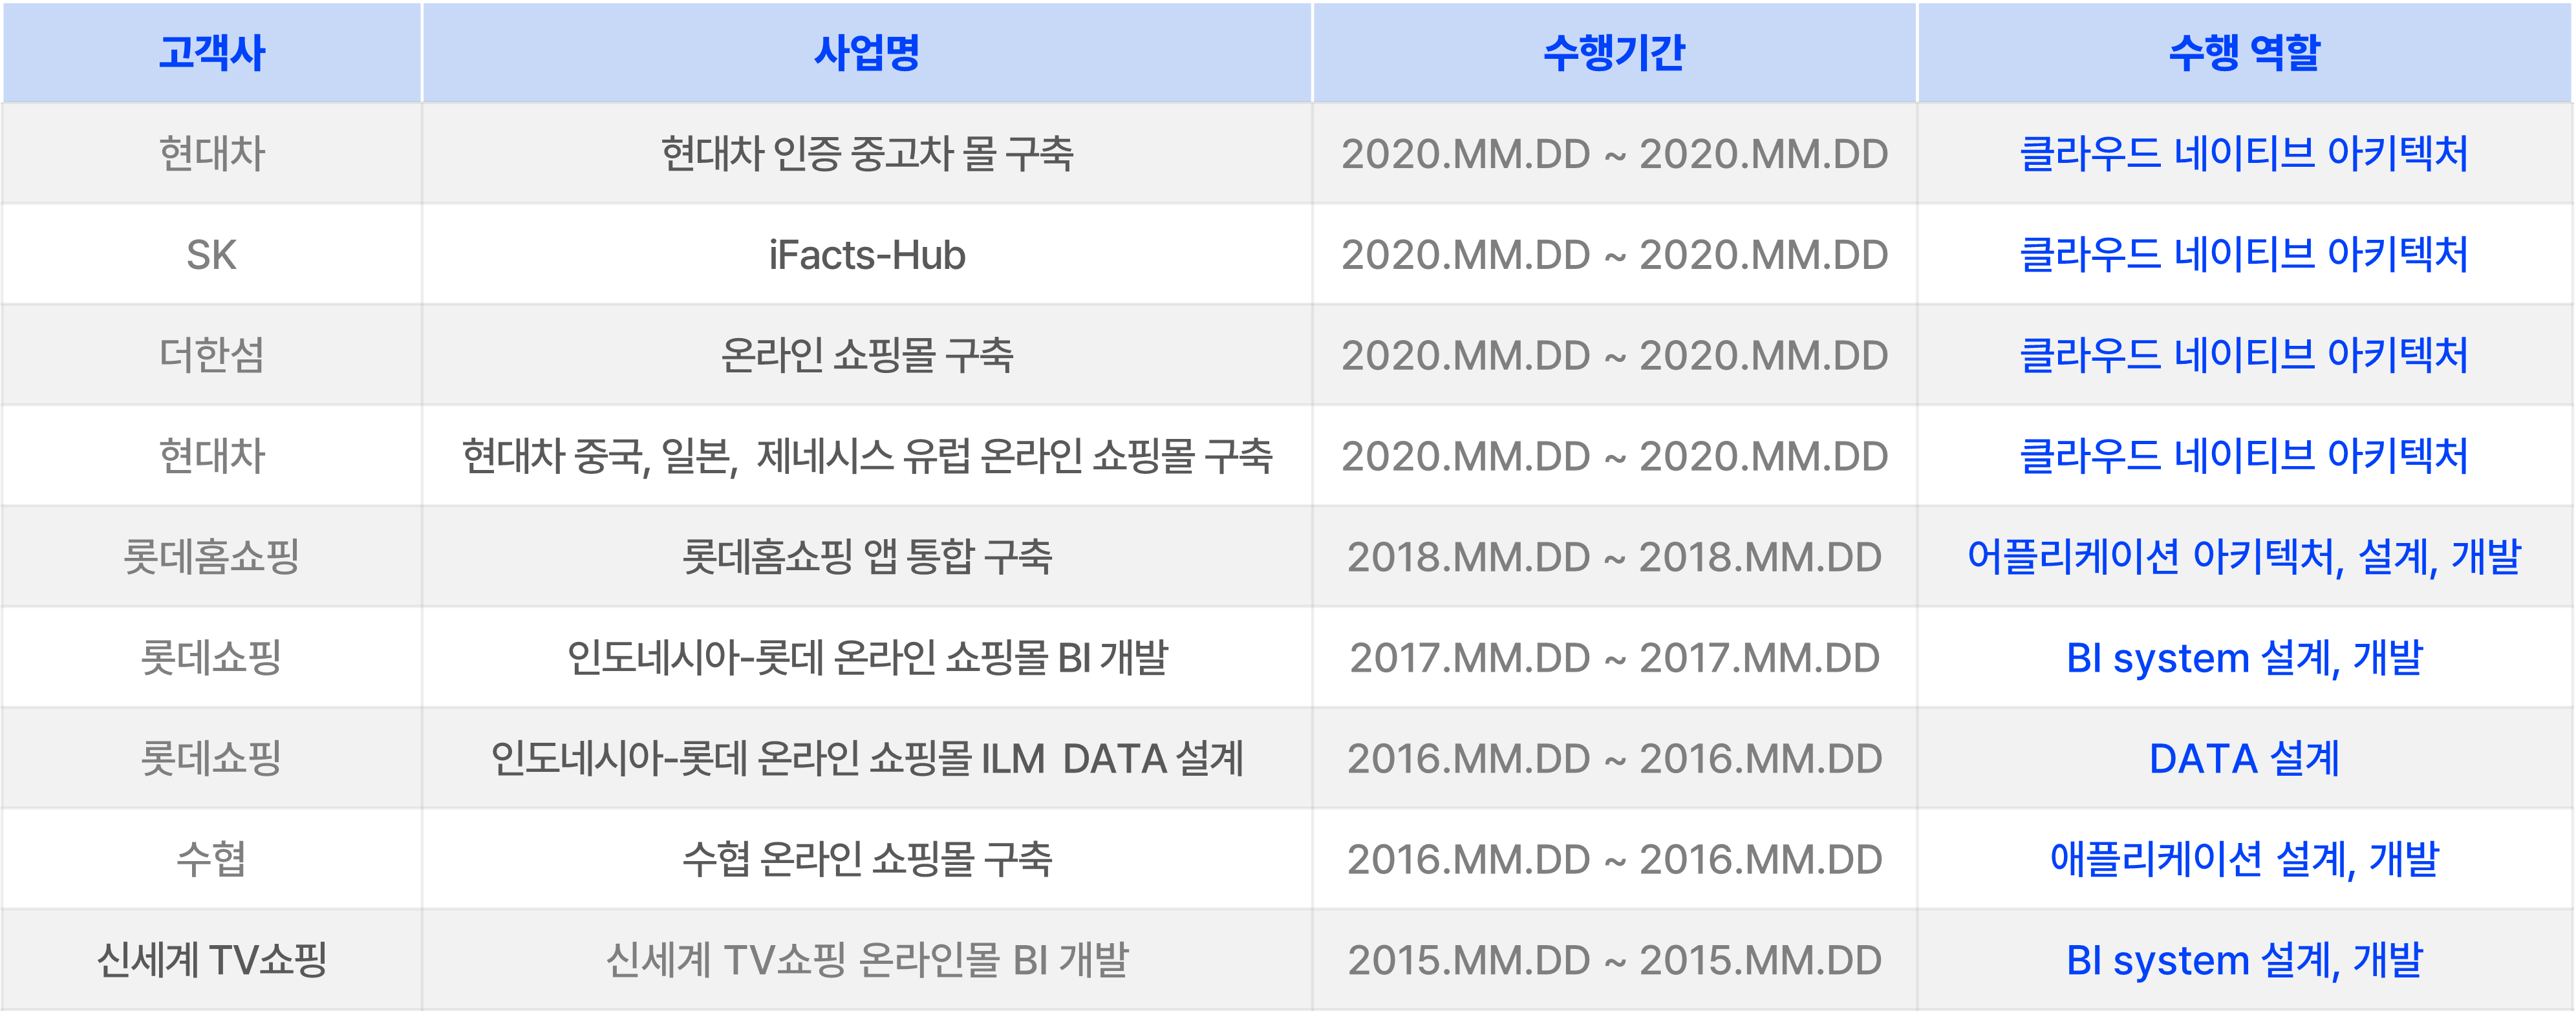 고객사 사업명 수행기간 수행 역할
현대차 현대차 인증 중고차 몰 구축 2020.MM.DD ~ 2020.MM.DD 클라우드 네이티브 아키텍처
SK iFacts-Hub 2020.MM.DD ~ 2020.MM.DD 클라우드 네이티브 아키텍처
더한섬 온라인 쇼핑몰 구축 2020.MM.DD ~ 2020.MM.DD 클라우드 네이티브 아키텍처
현대차 현대차 중국, 일본, 제네시스 유럽 온라인 쇼핑몰 구축 2020.MM.DD ~ 2020.MM.DD 클라우드 네이티브 아키텍처
롯데홈쇼핑 롯데홈쇼핑 앱 통합 구축 2018.MM.DD ~ 2018.MM.DD 어플리케이션 아키텍처, 설계, 개발
롯데쇼핑 인도네시아-롯데 온라인 쇼핑몰 BI 개발 2017.MM.DD ~ 2017.MM.DD BI system 설계, 개발
롯데쇼핑 인도네시아-롯데 온라인 쇼핑몰 ILM DATA 설계 2016.MM.DD ~ 2016.MM.DD DATA 설계
수협 수협 온라인 쇼핑몰 구축 2016.MM.DD ~ 2016.MM.DD 애플리케이션 설계, 개발
신세계 TV쇼핑 신세계 TV쇼핑 온라인몰 BI 개발 2015.MM.DD ~ 2015.MM.DD BI system 설계, 개발